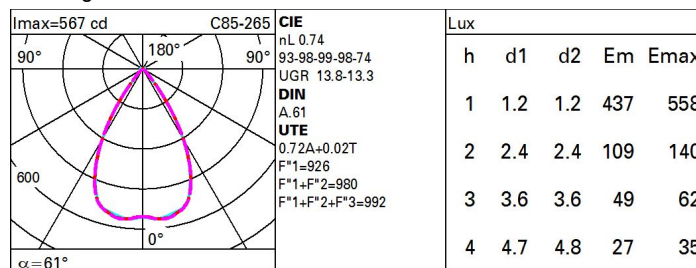 Imax=567 cd C85-265
90° 180° 90°
600
0°
α=61°
CIE
nL 0.74
93-98-99-98-74
UGR 13.8-13.3
DIN
A.61
UTE
0.72A+0.02T
F"1=926
F"1+F"2=980
F"1+F"2+F"3=992
Lux
h d1 d2 Em Emax
1 1.2 1.2 437 558
2 2.4 2.4 109 140
3 3.6 3.6 49 62
4 4.7 4.8 27 35